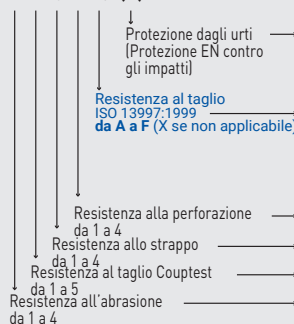 Protezione dagli urti
(Protezione EN contro
gli impatti)
Resistenza al taglio
ISO 13997:1999
da A a F (X se non applicabile)
Resistenza alla perforazione
da 1 a 4
Resistenza allo strappo
da 1 a 4
Resistenza al taglio Couptest
da 1 a 5
Resistenza all'abrasione
da 1 a 4